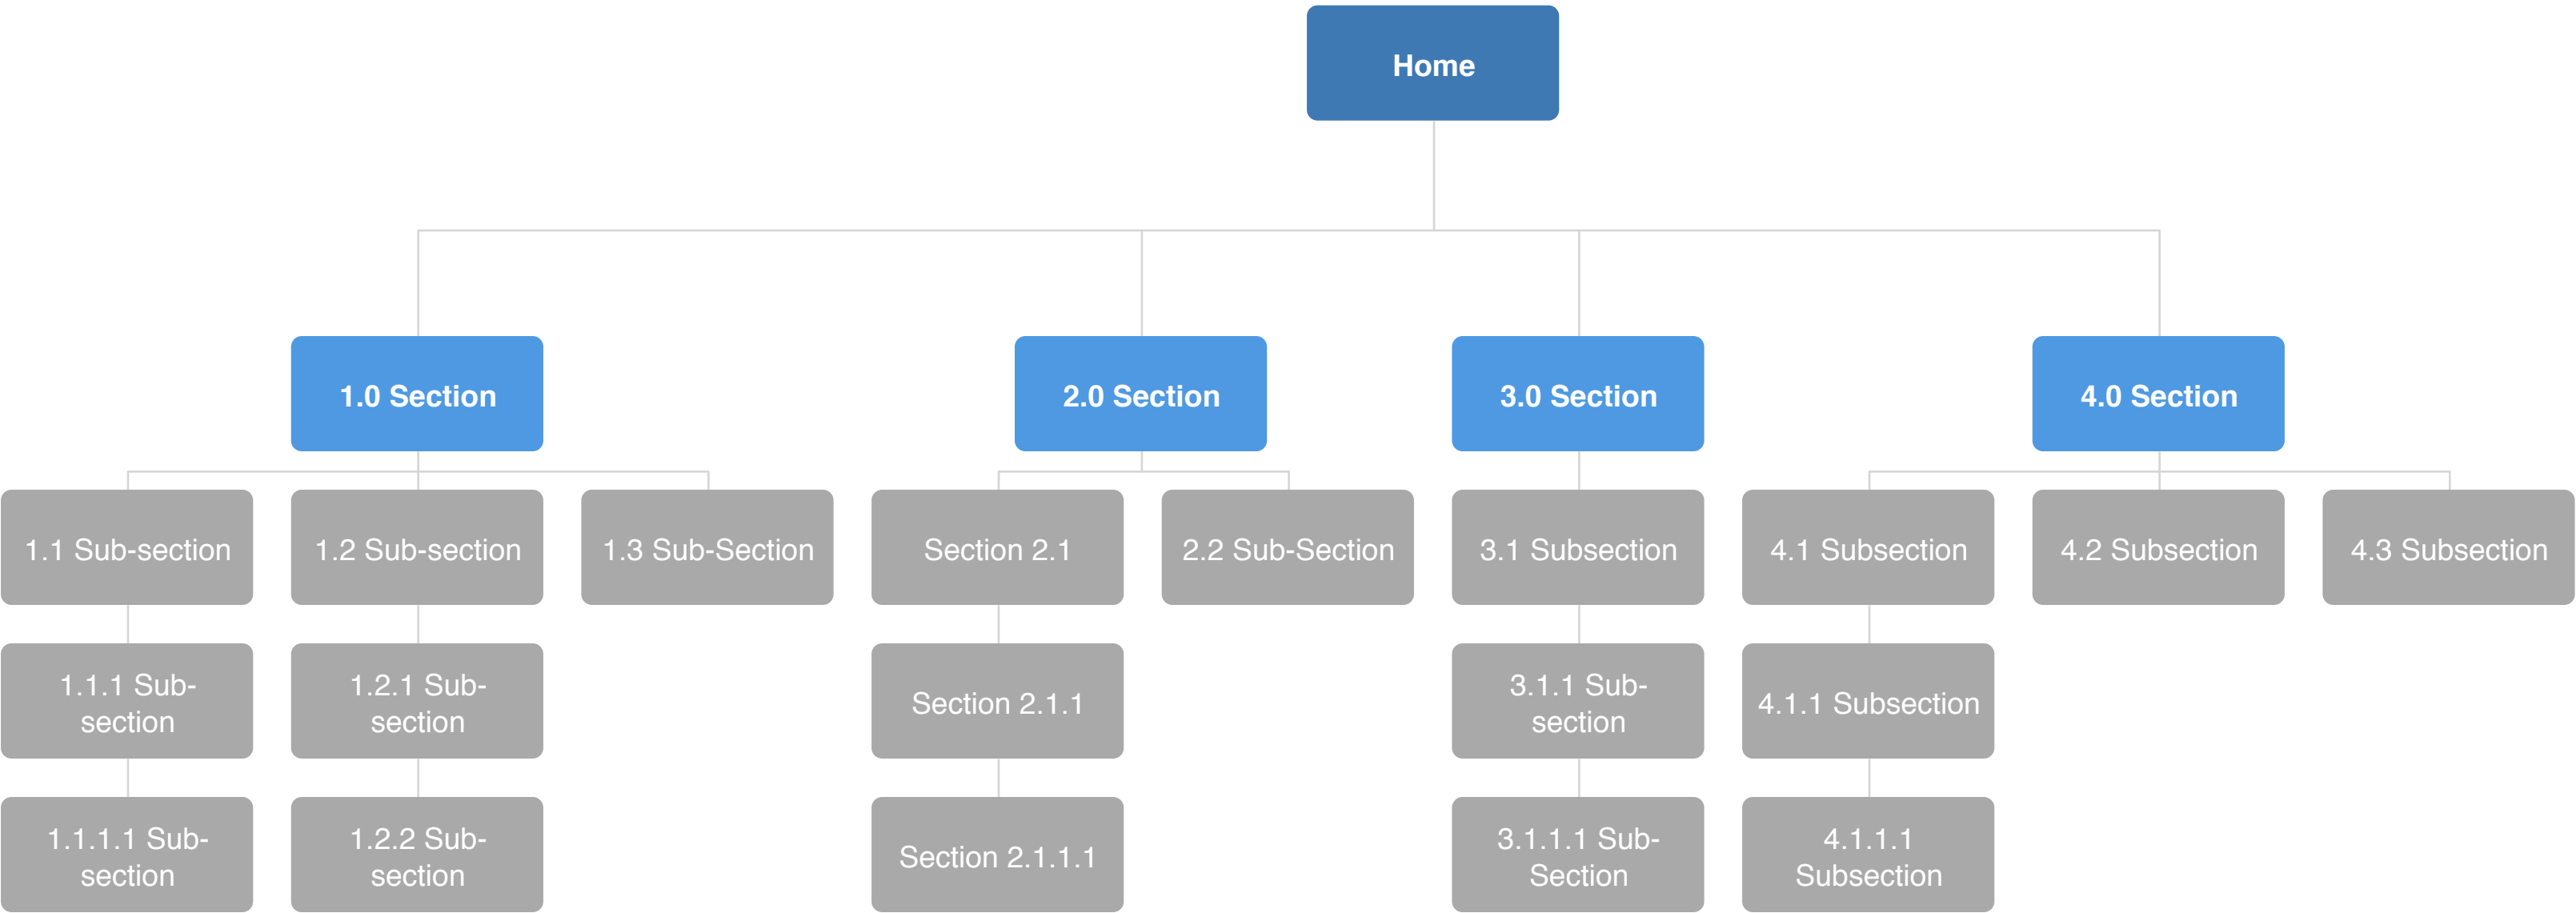 Home
1.0 Section
2.0 Section
3.0 Section
4.0 Section
1.1 Sub-section
1.2 Sub-section
1.3 Sub-Section
Section 2.1
2.2 Sub-Section
3.1 Subsection
4.1 Subsection
4.2 Subsection
4.3 Subsection
1.1.1 Sub-
section
1.2.1 Sub-
section
Section 2.1.1
3.1.1 Sub-
section
4.1.1 Subsection
1.1.1.1 Sub-
section
1.2.2 Sub-
section
Section 2.1.1.1
3.1.1.1 Sub-
Section
4.1.1.1
Subsection